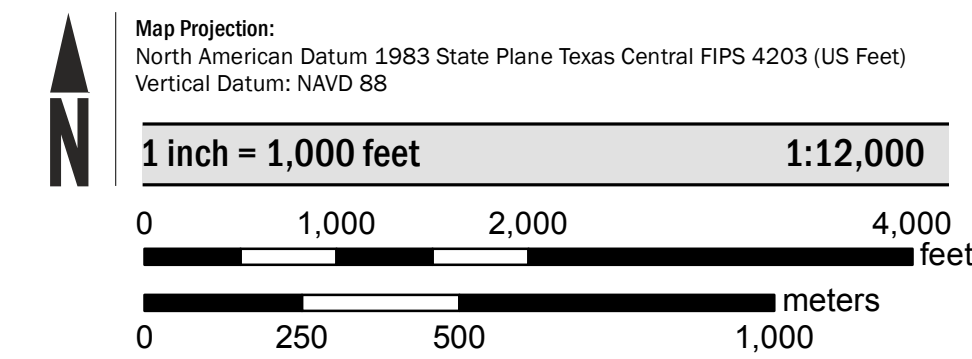 N
Map Projection:
North American Datum 1983 State Plane Texas Central FIPS 4203 (US Feet)
Vertical Datum: NAVD 88
1 inch = 1,000 feet 1:12,000
0 1,000 2,000 4,000
feet
meters
0 250 500 1,000